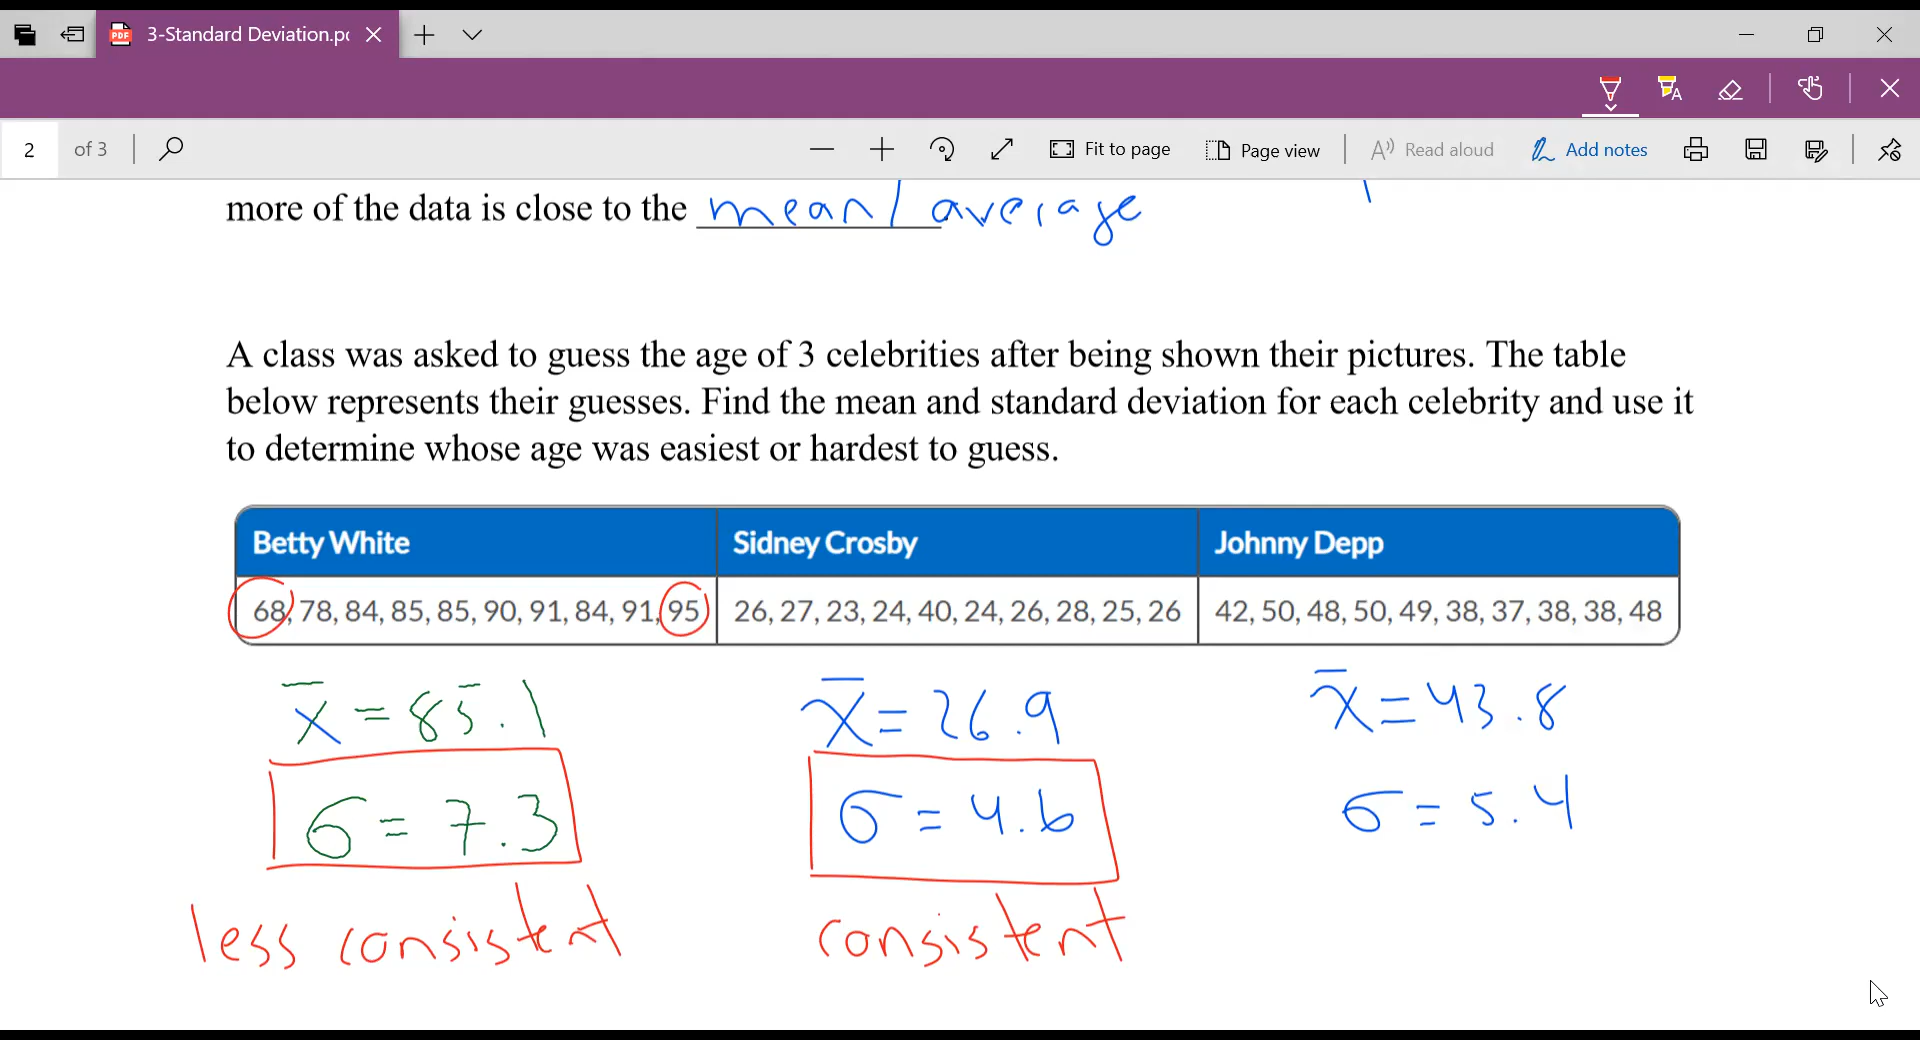 3-Standard Deviation.pd
2 of 3 Fit to page Page view Read aloud Add notes
more of the data is close to the mean/average
A class was asked to guess the age of 3 celebrities after being shown their pictures. The table
below represents their guesses. Find the mean and standard deviation for each celebrity and use it
to determine whose age was easiest or hardest to guess.
Betty White Sidney Crosby Johnny Depp
68, 78, 84, 85, 85, 90, 91, 84, 91, 95 26, 27, 23, 24, 40, 24, 26, 28, 25, 26 42, 50, 48, 50, 49, 38, 37, 38, 38, 48
x̄ = 85.1 x̄ = 26.9 x̄ = 43.8
σ = 7.3 σ = 4.6 σ = 5.4
less consistent consistent